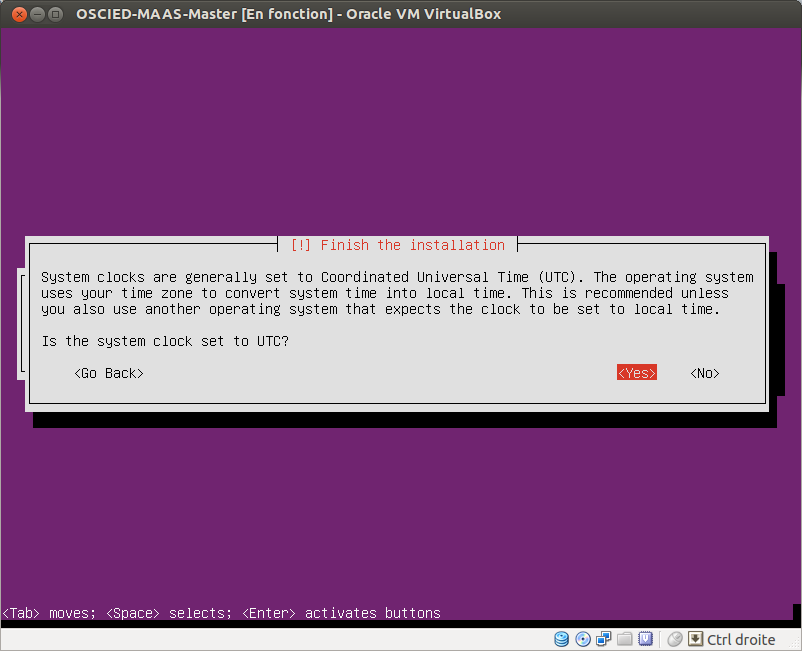 OSCIED-MAAS-Master [En fonction] - Oracle VM VirtualBox
[!] Finish the installation
System clocks are generally set to Coordinated Universal Time (UTC). The operating system
uses your time zone to convert system time into local time. This is recommended unless
you also use another operating system that expects the clock to be set to local time.
Is the system clock set to UTC?
<Go Back> <Yes> <No>
<Tab> moves; <Space> selects; <Enter> activates buttons
Ctrl droite